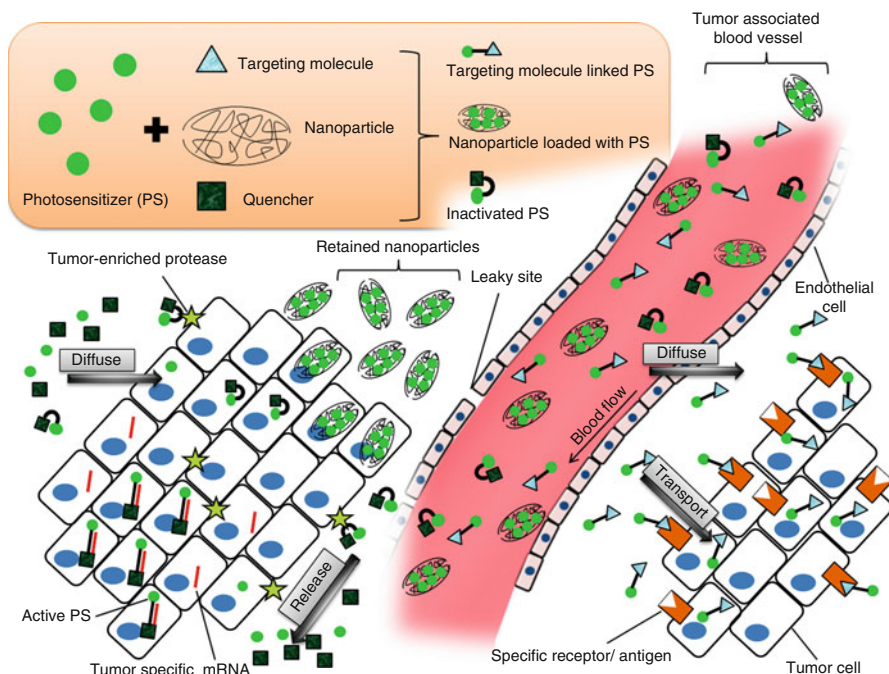 Tumor associated
blood vessel
Targeting molecule
Targeting molecule linked PS
Nanoparticle
Nanoparticle loaded with PS
Photosensitizer (PS)
Quencher
Inactivated PS
Retained nanoparticles
Tumor-enriched protease
Leaky site
Endothelial
cell
Diffuse
Diffuse
Blood flow
Transport
Release
Active PS
Tumor specific mRNA
Specific receptor/ antigen
Tumor cell